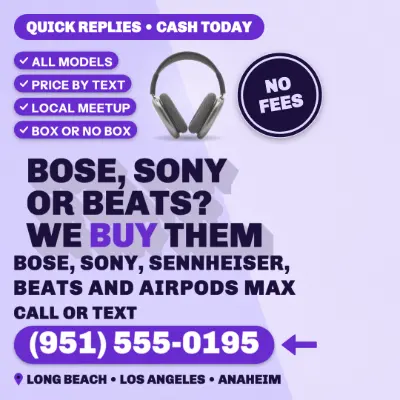 QUICK REPLIES • CASH TODAY
✓ ALL MODELS
✓ PRICE BY TEXT
✓ LOCAL MEETUP
✓ BOX OR NO BOX
NO
FEES
BOSE, SONY
OR BEATS?
WE BUY THEM
BOSE, SONY, SENNHEISER,
BEATS AND AIRPODS MAX
CALL OR TEXT
(951) 555-0195
LONG BEACH • LOS ANGELES • ANAHEIM